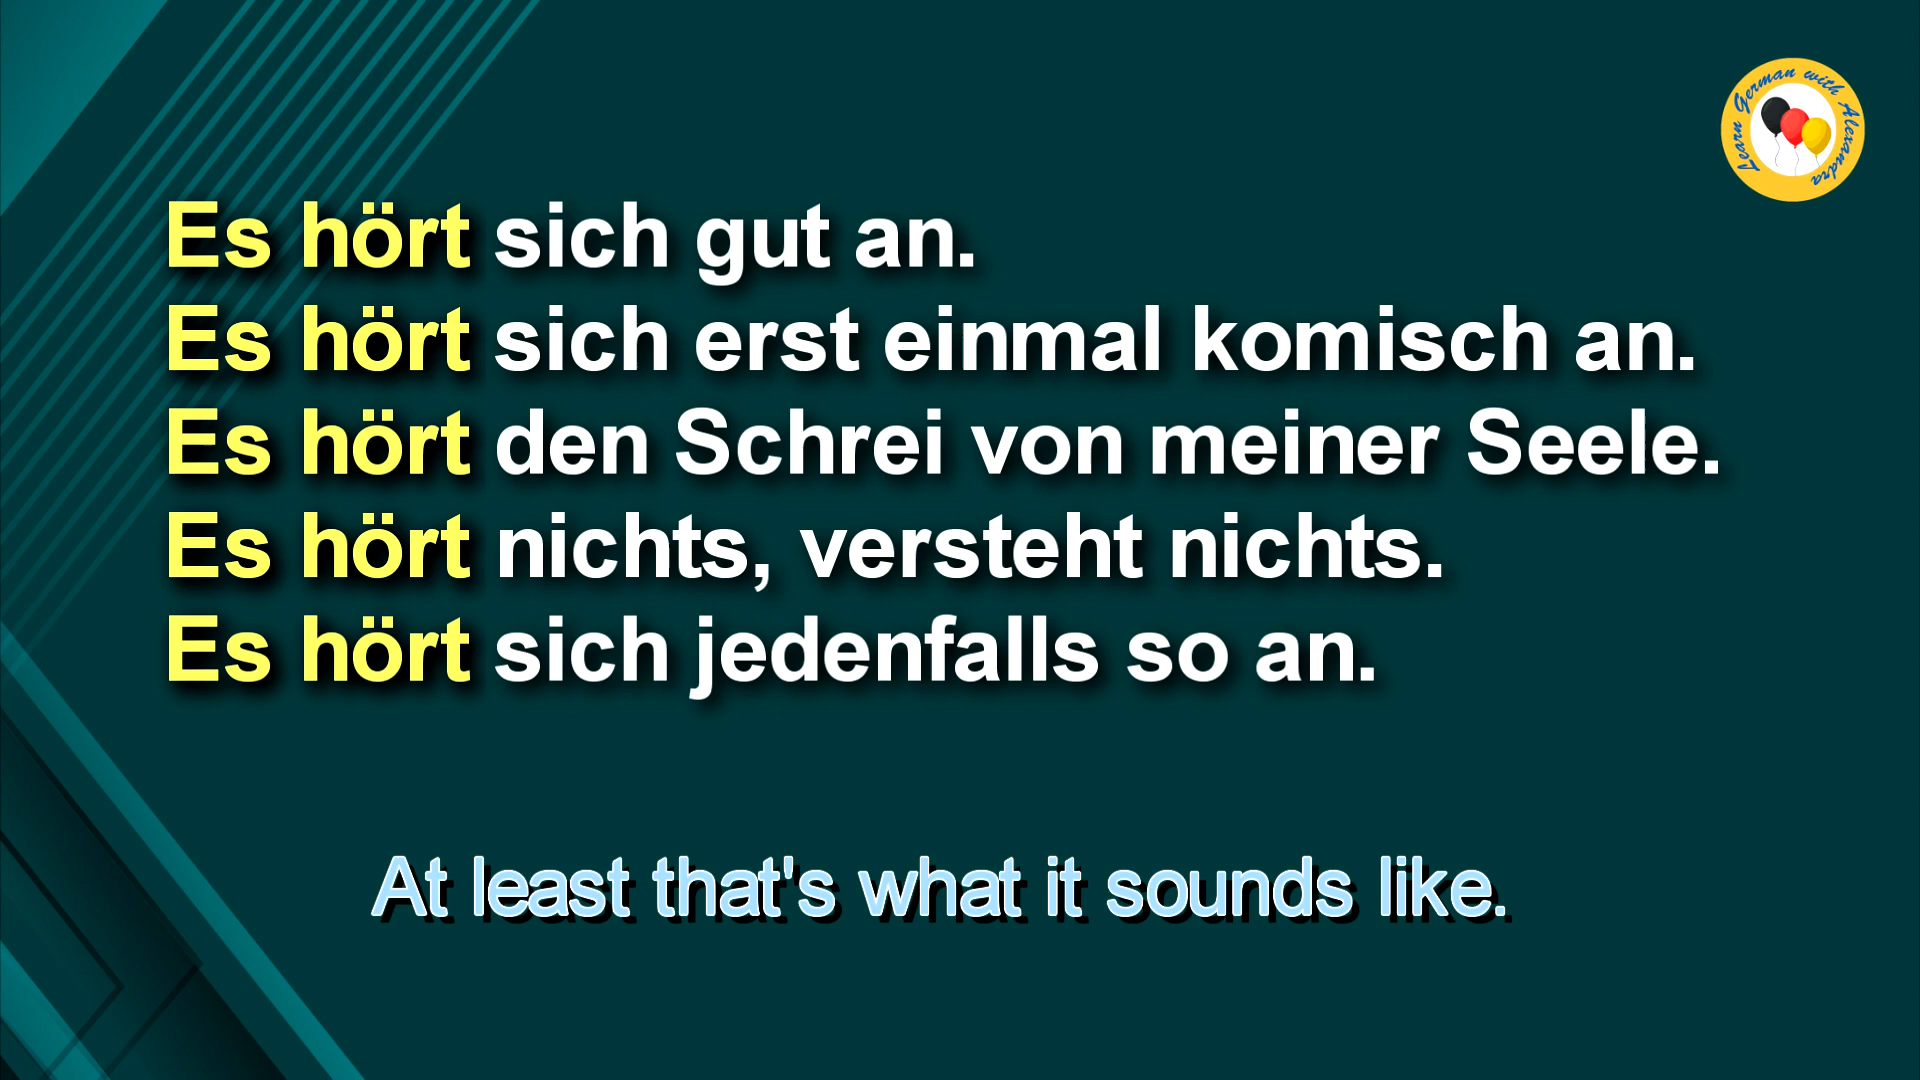 Learn German with Alexandra
Es hört sich gut an.
Es hört sich erst einmal komisch an.
Es hört den Schrei von meiner Seele.
Es hört nichts, versteht nichts.
Es hört sich jedenfalls so an.
At least that's what it sounds like.